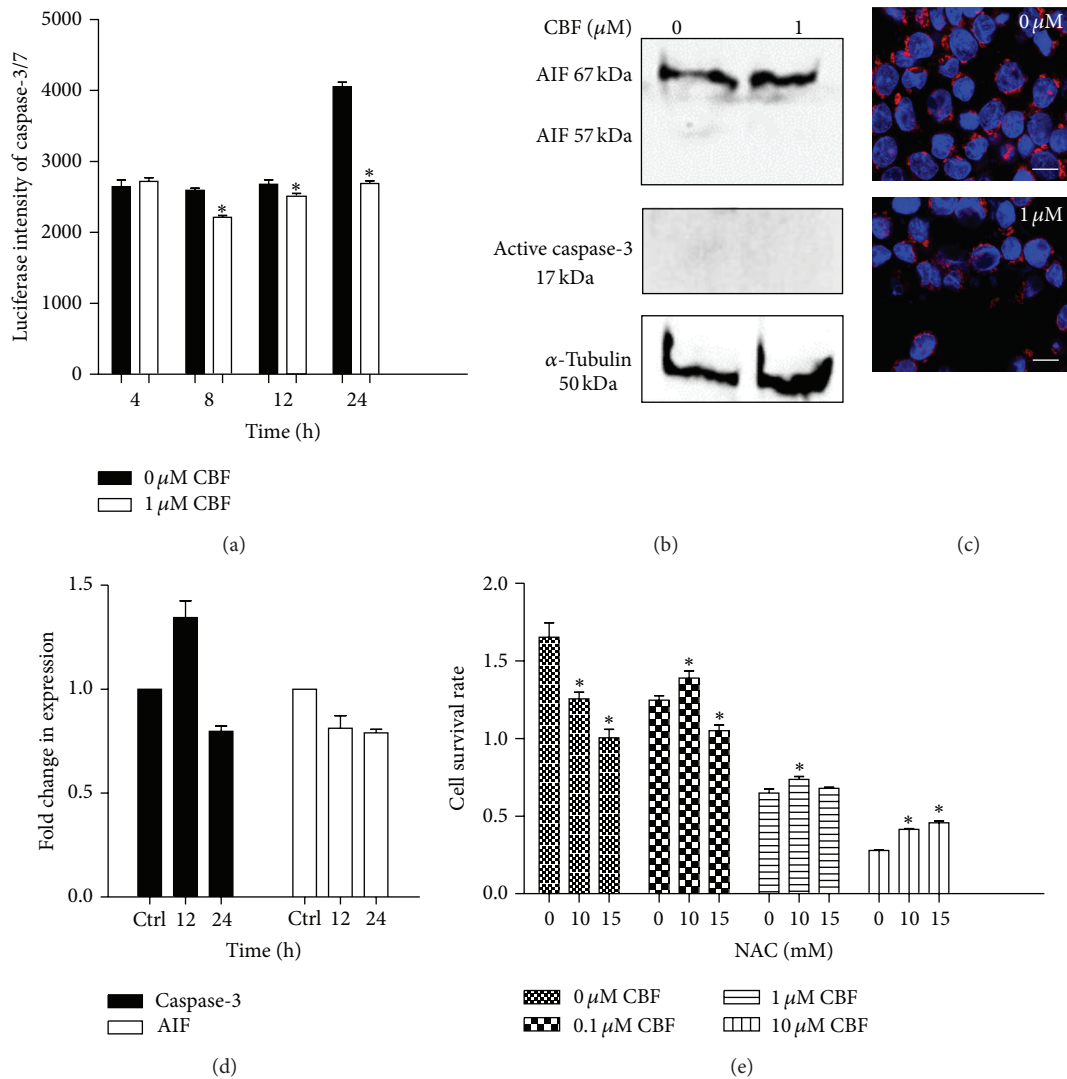 5000
4000
3000
2000
1000
0
Luciferase intensity of caspase-3/7
4 8 12 24
Time (h)
0 μM CBF
1 μM CBF
(a)
CBF (μM) 0 1
AIF 67 kDa
AIF 57 kDa
Active caspase-3
17 kDa
α-Tubulin
50 kDa
(b)
0 μM
1 μM
(c)
1.5
1.0
0.5
0.0
Fold change in expression
Ctrl 12 24 Ctrl 12 24
Time (h)
Caspase-3
AIF
(d)
2.0
1.5
1.0
0.5
0.0
Cell survival rate
* * * * * * *
0 10 15 0 10 15 0 10 15 0 10 15
NAC (mM)
0 μM CBF 1 μM CBF
0.1 μM CBF 10 μM CBF
(e)